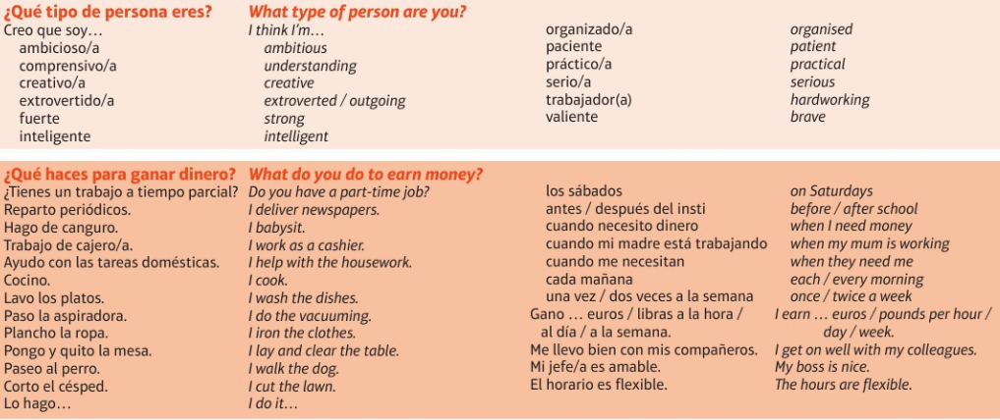 ¿Qué tipo de persona eres? What type of person are you?
Creo que soy… I think I'm…
ambicioso/a ambitious
comprensivo/a understanding
creativo/a creative
extrovertido/a extroverted / outgoing
fuerte strong
inteligente intelligent
organizado/a organised
paciente patient
práctico/a practical
serio/a serious
trabajador(a) hardworking
valiente brave
¿Qué haces para ganar dinero? What do you do to earn money?
¿Tienes un trabajo a tiempo parcial? Do you have a part-time job?
Reparto periódicos. I deliver newspapers.
Hago de canguro. I babysit.
Trabajo de cajero/a. I work as a cashier.
Ayudo con las tareas domésticas. I help with the housework.
Cocino. I cook.
Lavo los platos. I wash the dishes.
Paso la aspiradora. I do the vacuuming.
Plancho la ropa. I iron the clothes.
Pongo y quito la mesa. I lay and clear the table.
Paseo al perro. I walk the dog.
Corto el césped. I cut the lawn.
Lo hago… I do it…
los sábados on Saturdays
antes / después del insti before / after school
cuando necesito dinero when I need money
cuando mi madre está trabajando when my mum is working
cuando me necesitan when they need me
cada mañana each / every morning
una vez / dos veces a la semana once / twice a week
Gano … euros / libras a la hora / I earn … euros / pounds per hour /
al día / a la semana. day / week.
Me llevo bien con mis compañeros. I get on well with my colleagues.
Mi jefe/a es amable. My boss is nice.
El horario es flexible. The hours are flexible.